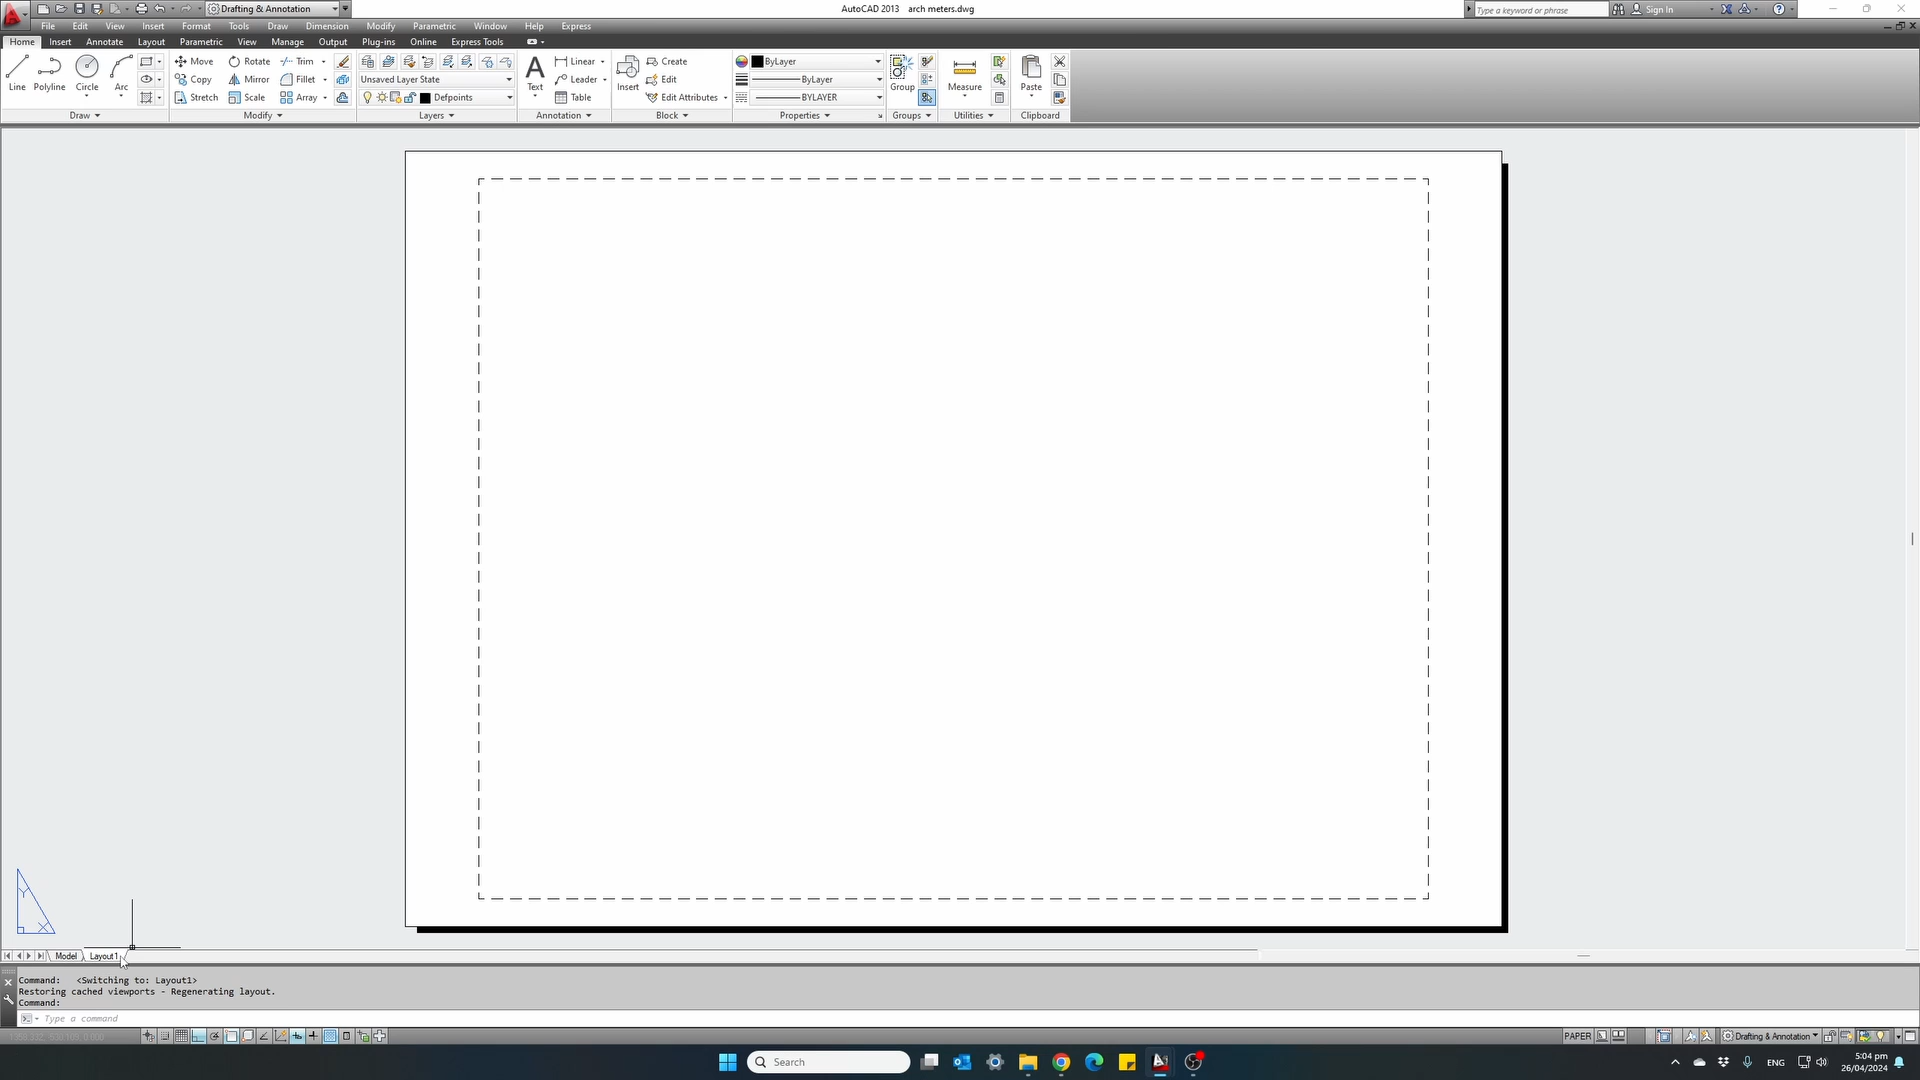 Drafting & Annotation
AutoCAD 2013 arch meters.dwg
Type a keyword or phrase
Sign In
File Edit View Insert Format Tools Draw Dimension Modify Parametric Window Help Express
Home Insert Annotate Layout Parametric View Manage Output Plug-ins Online Express Tools
Line Polyline Circle Arc
Move Rotate Trim
Copy Mirror Fillet
Stretch Scale Array
Unsaved Layer State
Defpoints
Text
Linear
Leader
Table
Insert
Create
Edit
Edit Attributes
ByLayer
ByLayer
BYLAYER
Group
Measure
Paste
Draw Modify Layers Annotation Block Properties Groups Utilities Clipboard
Y
X
Model Layout1
Command: <Switching to: Layout1>
Restoring cached viewports - Regenerating layout.
Command:
Type a command
PAPER
Drafting & Annotation
Search
ENG
5:04 pm
26/04/2024